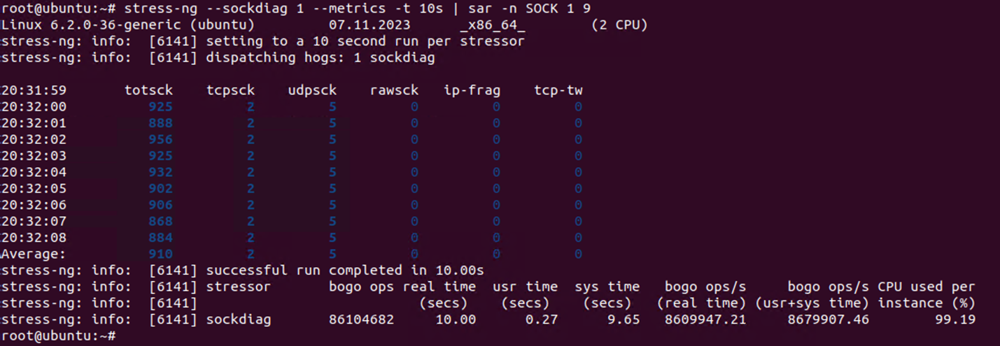 root@ubuntu:~# stress-ng --sockdiag 1 --metrics -t 10s | sar -n SOCK 1 9
Linux 6.2.0-36-generic (ubuntu) 07.11.2023 _x86_64_ (2 CPU)
stress-ng: info: [6141] setting to a 10 second run per stressor
stress-ng: info: [6141] dispatching hogs: 1 sockdiag
20:31:59 totsck tcpsck udpsck rawsck ip-frag tcp-tw
20:32:00 925 2 5 0 0 0
20:32:01 888 2 5 0 0 0
20:32:02 956 2 5 0 0 0
20:32:03 925 2 5 0 0 0
20:32:04 932 2 5 0 0 0
20:32:05 902 2 5 0 0 0
20:32:06 906 2 5 0 0 0
20:32:07 868 2 5 0 0 0
20:32:08 884 2 5 0 0 0
Average: 910 2 5 0 0 0
stress-ng: info: [6141] successful run completed in 10.00s
stress-ng: info: [6141] stressor bogo ops real time usr time sys time bogo ops/s bogo ops/s CPU used per
stress-ng: info: [6141] (secs) (secs) (secs) (real time) (usr+sys time) instance (%)
stress-ng: info: [6141] sockdiag 86104682 10.00 0.27 9.65 8609947.21 8679907.46 99.19
root@ubuntu:~#